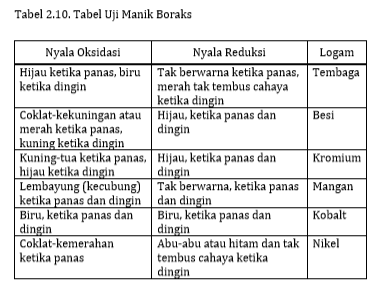 Tabel 2.10. Tabel Uji Manik Boraks
Nyala Oksidasi Nyala Reduksi Logam
Hijau ketika panas, biru Tak berwarna ketika panas, Tembaga
ketika dingin merah tak tembus cahaya
ketika dingin
Coklat-kekuningan atau Hijau, ketika panas dan Besi
merah ketika panas, dingin
kuning ketika dingin
Kuning-tua ketika panas, Hijau, ketika panas dan Kromium
hijau ketika dingin dingin
Lembayung (kecubung) Tak berwarna, ketika panas Mangan
ketika panas dan dingin dan dingin
Biru, ketika panas dan Biru, ketika panas dan Kobalt
dingin dingin
Coklat-kemerahan Abu-abu atau hitam dan tak Nikel
ketika panas tembus cahaya ketika
dingin